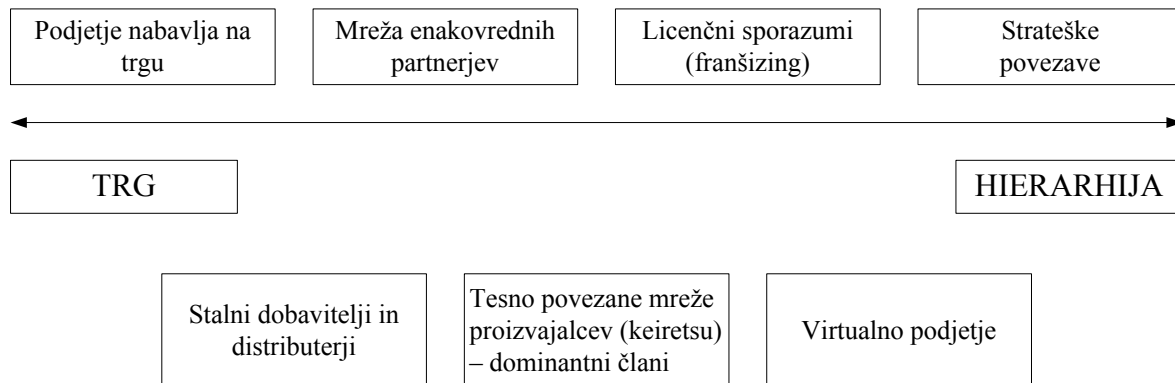 Podjetje nabavlja na
trgu
Mreža enakovrednih
partnerjev
Licenčni sporazumi
(franšizing)
Strateške
povezave
TRG
HIERARHIJA
Stalni dobavitelji in
distributerji
Tesno povezane mreže
proizvajalcev (keiretsu)
– dominantni člani
Virtualno podjetje